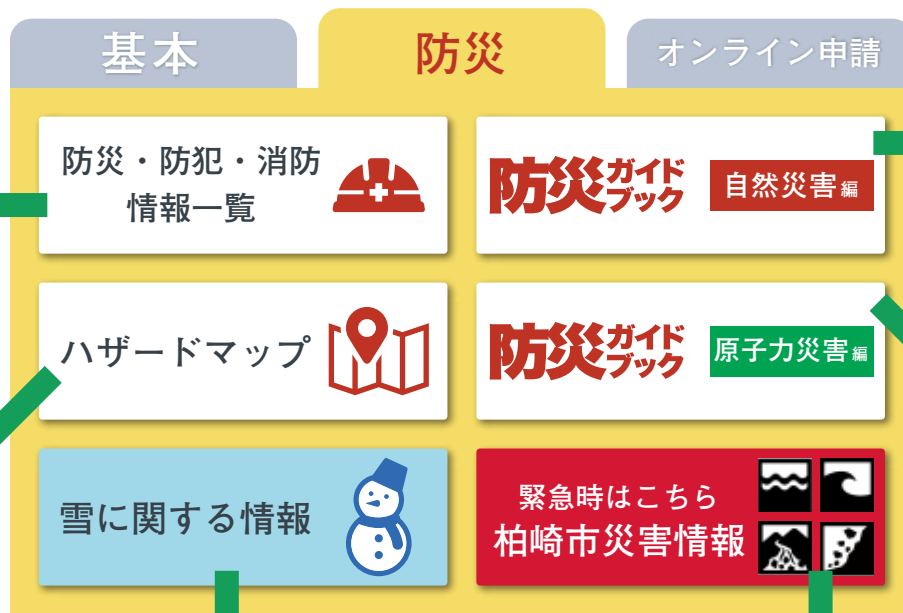 基本
防災
オンライン申請
防災・防犯・消防
情報一覧
防災ガイドブック
自然災害編
ハザードマップ
防災ガイドブック
原子力災害編
雪に関する情報
緊急時はこちら
柏崎市災害情報